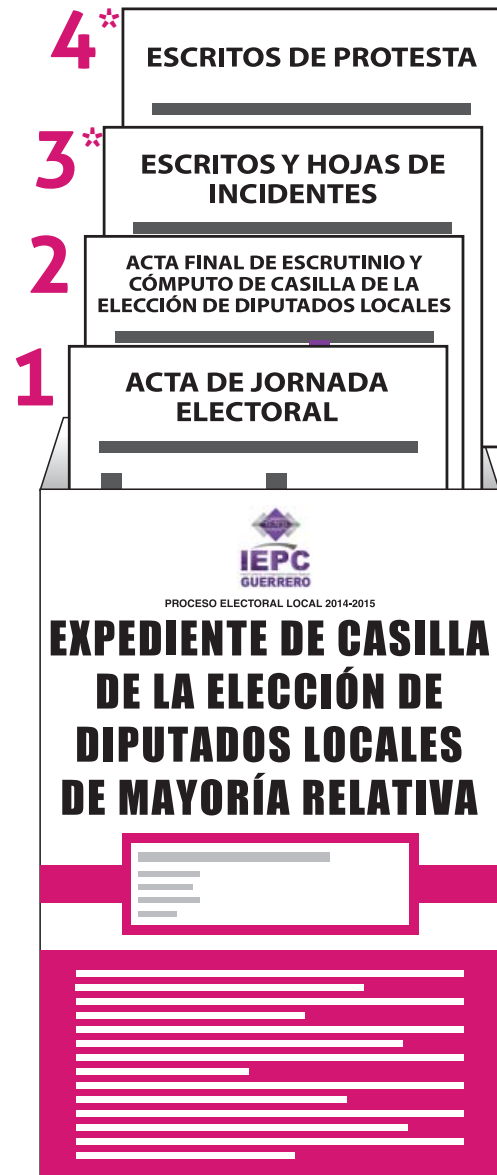 4*
ESCRITOS DE PROTESTA
3*
ESCRITOS Y HOJAS DE
INCIDENTES
2
ACTA FINAL DE ESCRUTINIO Y
CÓMPUTO DE CASILLA DE LA
ELECCIÓN DE DIPUTADOS LOCALES
1
ACTA DE JORNADA
ELECTORAL
IEPC
GUERRERO
PROCESO ELECTORAL LOCAL 2014-2015
EXPEDIENTE DE CASILLA
DE LA ELECCIÓN DE
DIPUTADOS LOCALES
DE MAYORÍA RELATIVA